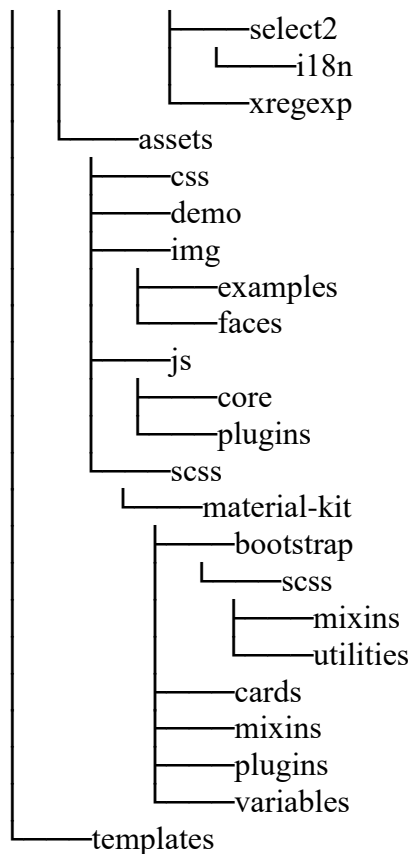 select2
i18n
xregexp
assets
css
demo
img
examples
faces
js
core
plugins
scss
material-kit
bootstrap
scss
mixins
utilities
cards
mixins
plugins
variables
templates